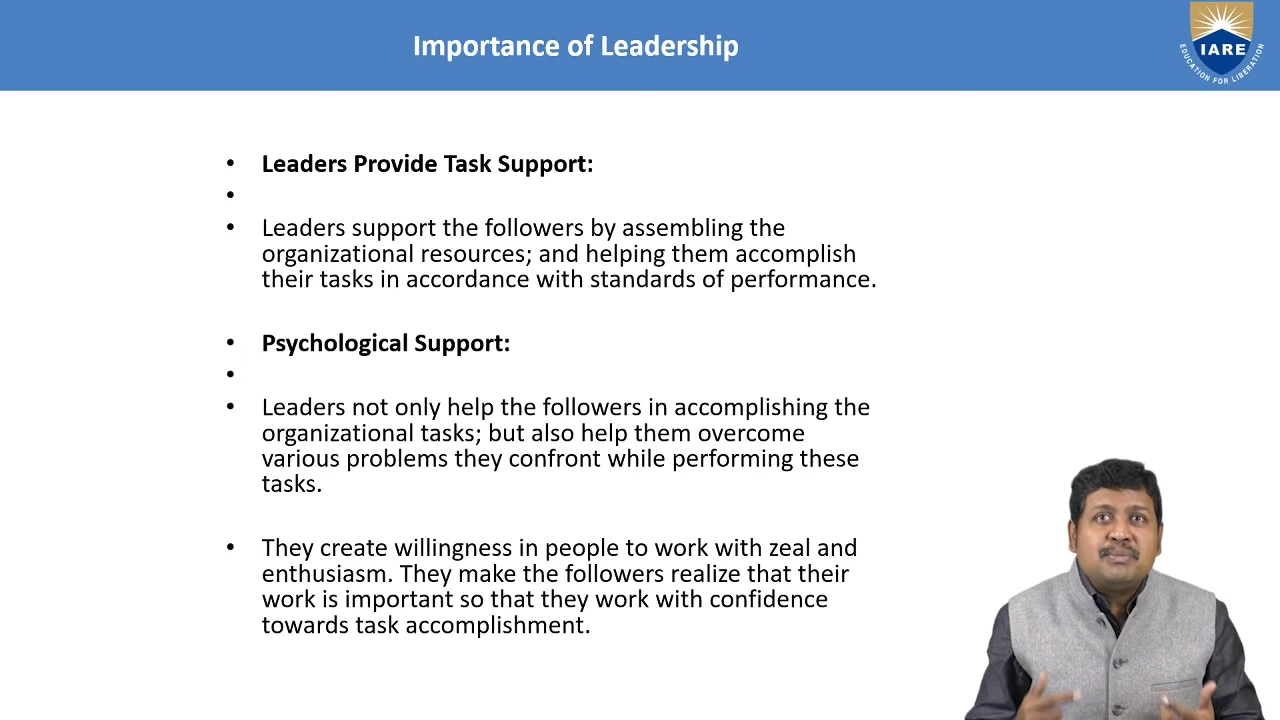 Importance of Leadership
IARE
EDUCATION FOR LIBERATION
• Leaders Provide Task Support:
•
• Leaders support the followers by assembling the
organizational resources; and helping them accomplish
their tasks in accordance with standards of performance.
• Psychological Support:
•
• Leaders not only help the followers in accomplishing the
organizational tasks; but also help them overcome
various problems they confront while performing these
tasks.
• They create willingness in people to work with zeal and
enthusiasm. They make the followers realize that their
work is important so that they work with confidence
towards task accomplishment.